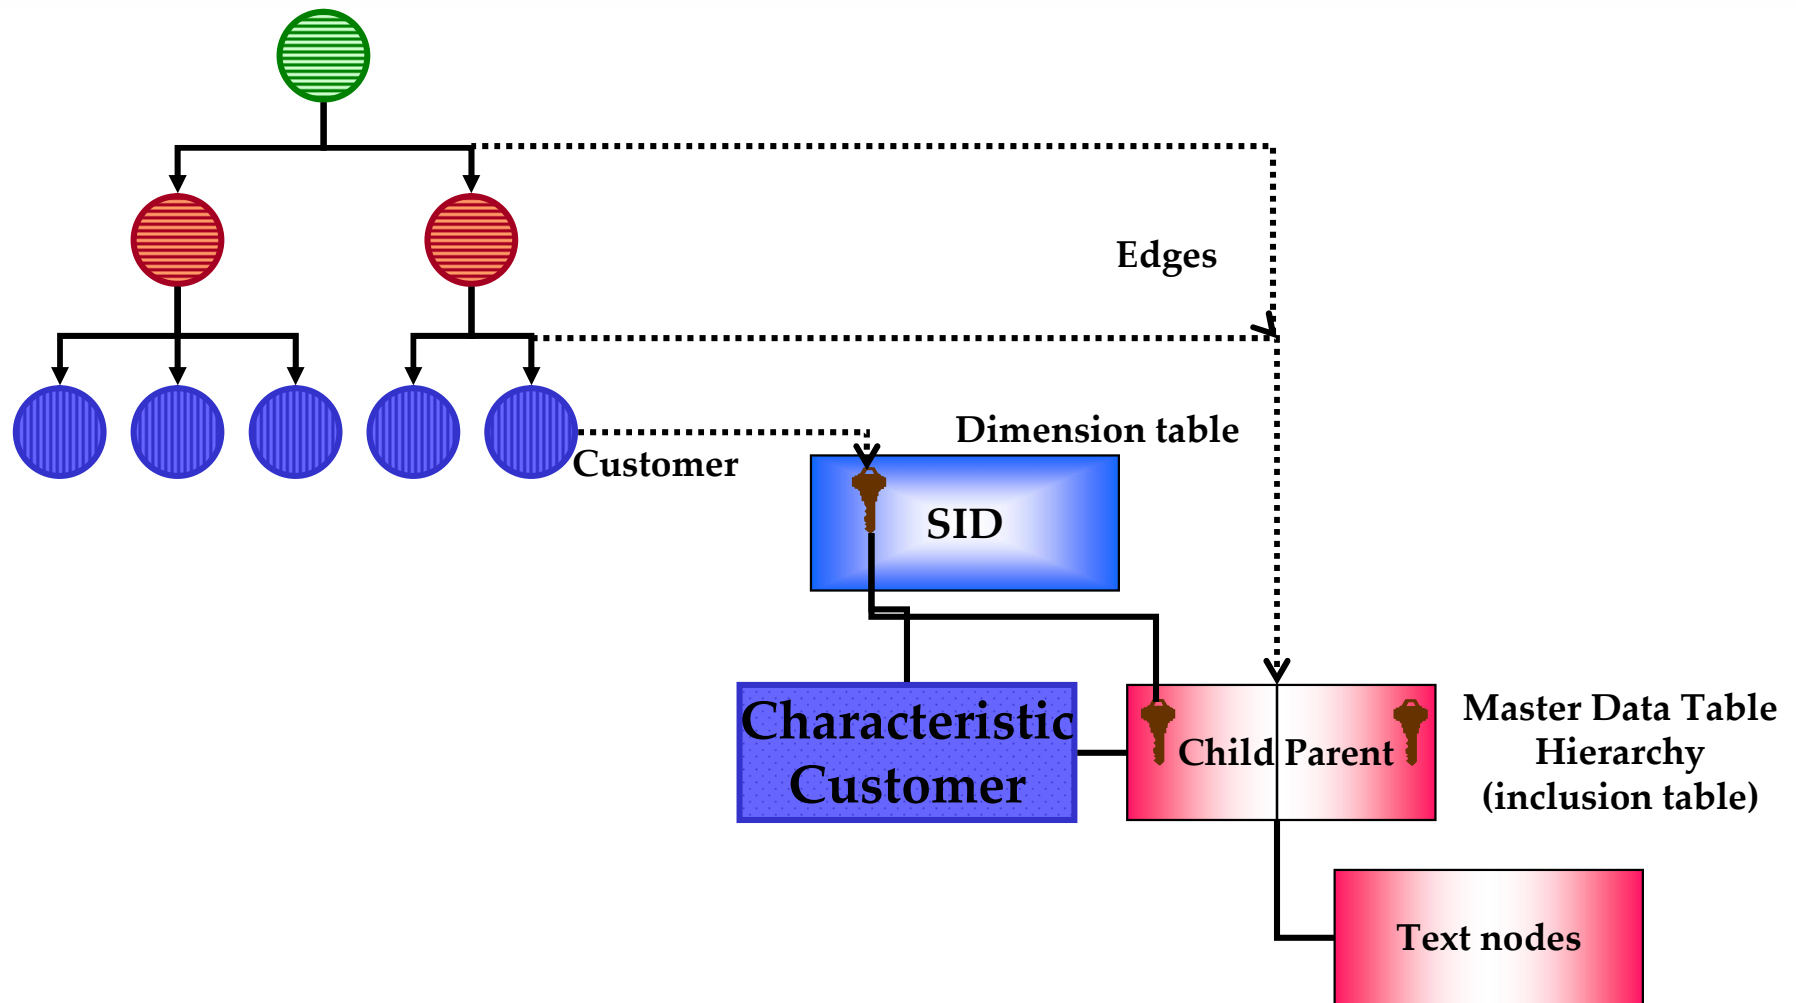 Edges
Dimension table
Customer
SID
Characteristic
Customer
Child Parent
Master Data Table
Hierarchy
(inclusion table)
Text nodes